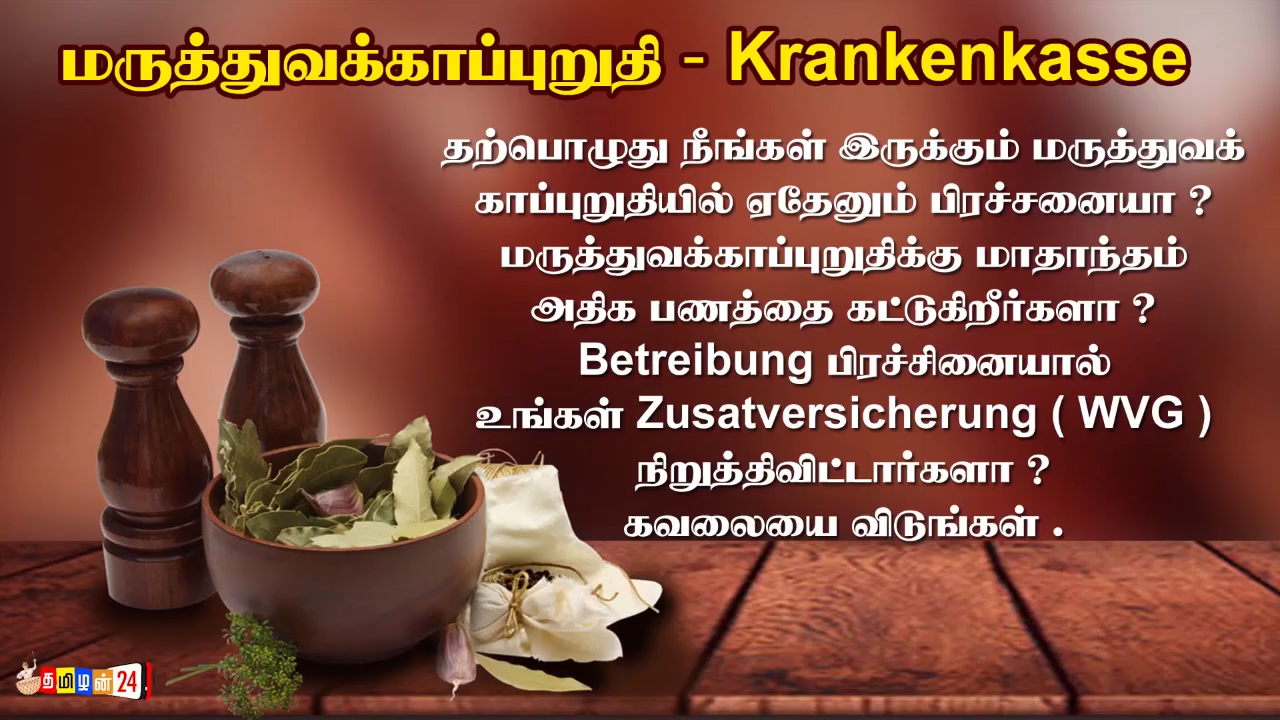 மருத்துவக்காப்புறுதி - Krankenkasse
தற்பொழுது நீங்கள் இருக்கும் மருத்துவக்
காப்புறுதியில் ஏதேனும் பிரச்சனையா ?
மருத்துவக்காப்புறுதிக்கு மாதாந்தம்
அதிக பணத்தை கட்டுகிறீர்களா ?
Betreibung பிரச்சினையால்
உங்கள் Zusatversicherung ( WVG )
நிறுத்திவிட்டார்களா ?
கவலையை விடுங்கள் .
தமிழன் 24